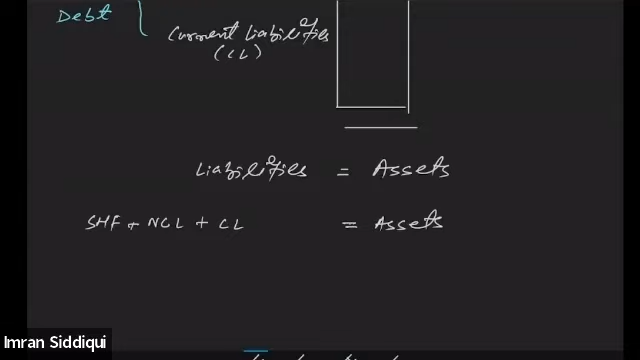 Debt
Current Liabilities
(CL)
Liabilities = Assets
SHF + NCL + CL = Assets
Imran Siddiqui